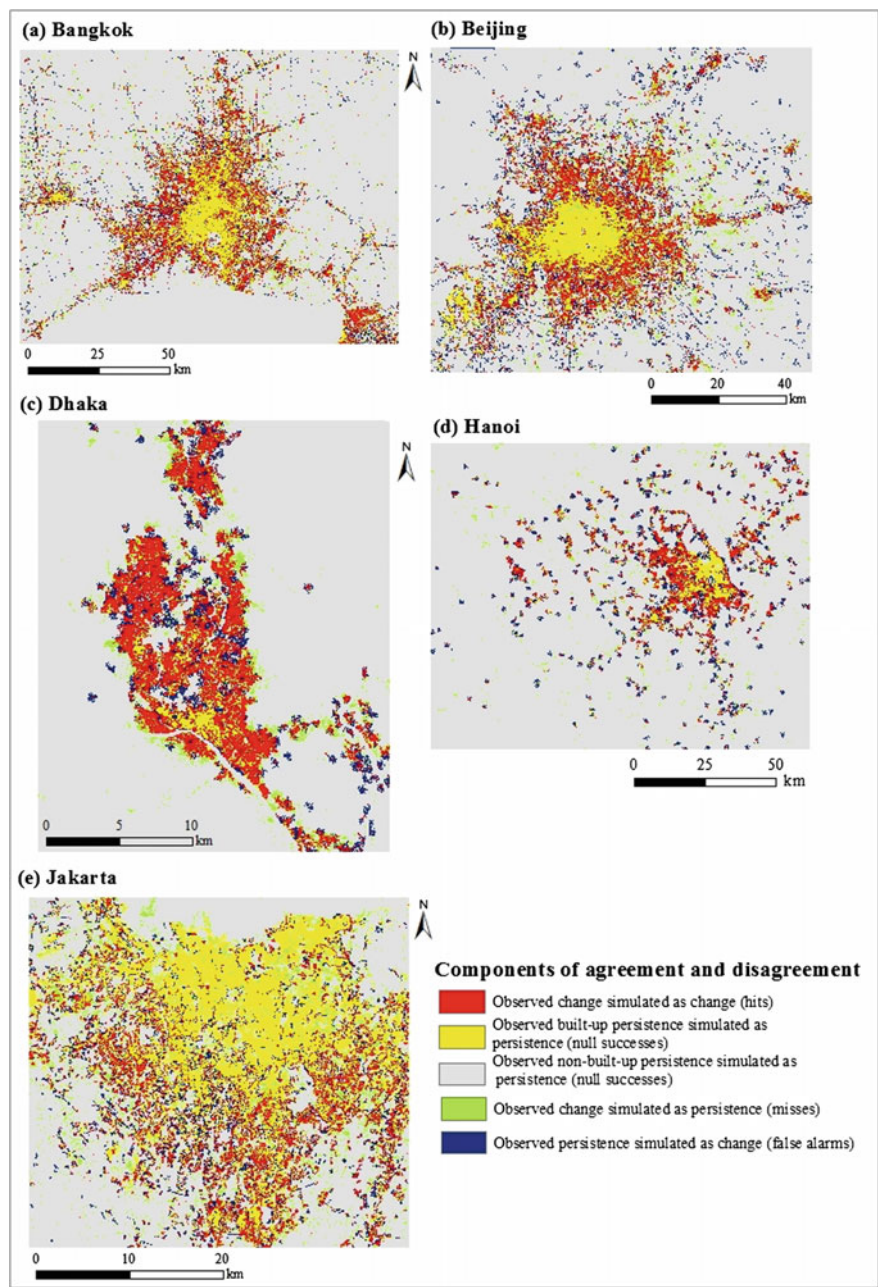 (a) Bangkok
N
(b) Beijing
0 25 50
km
0 20 40
km
(c) Dhaka
N
(d) Hanoi
0 5 10
km
0 25 50
km
(e) Jakarta
N
Components of agreement and disagreement
Observed change simulated as change (hits)
Observed built-up persistence simulated as
persistence (null successes)
Observed non-built-up persistence simulated as
persistence (null successes)
Observed change simulated as persistence (misses)
Observed persistence simulated as change (false alarms)
0 10 20
km